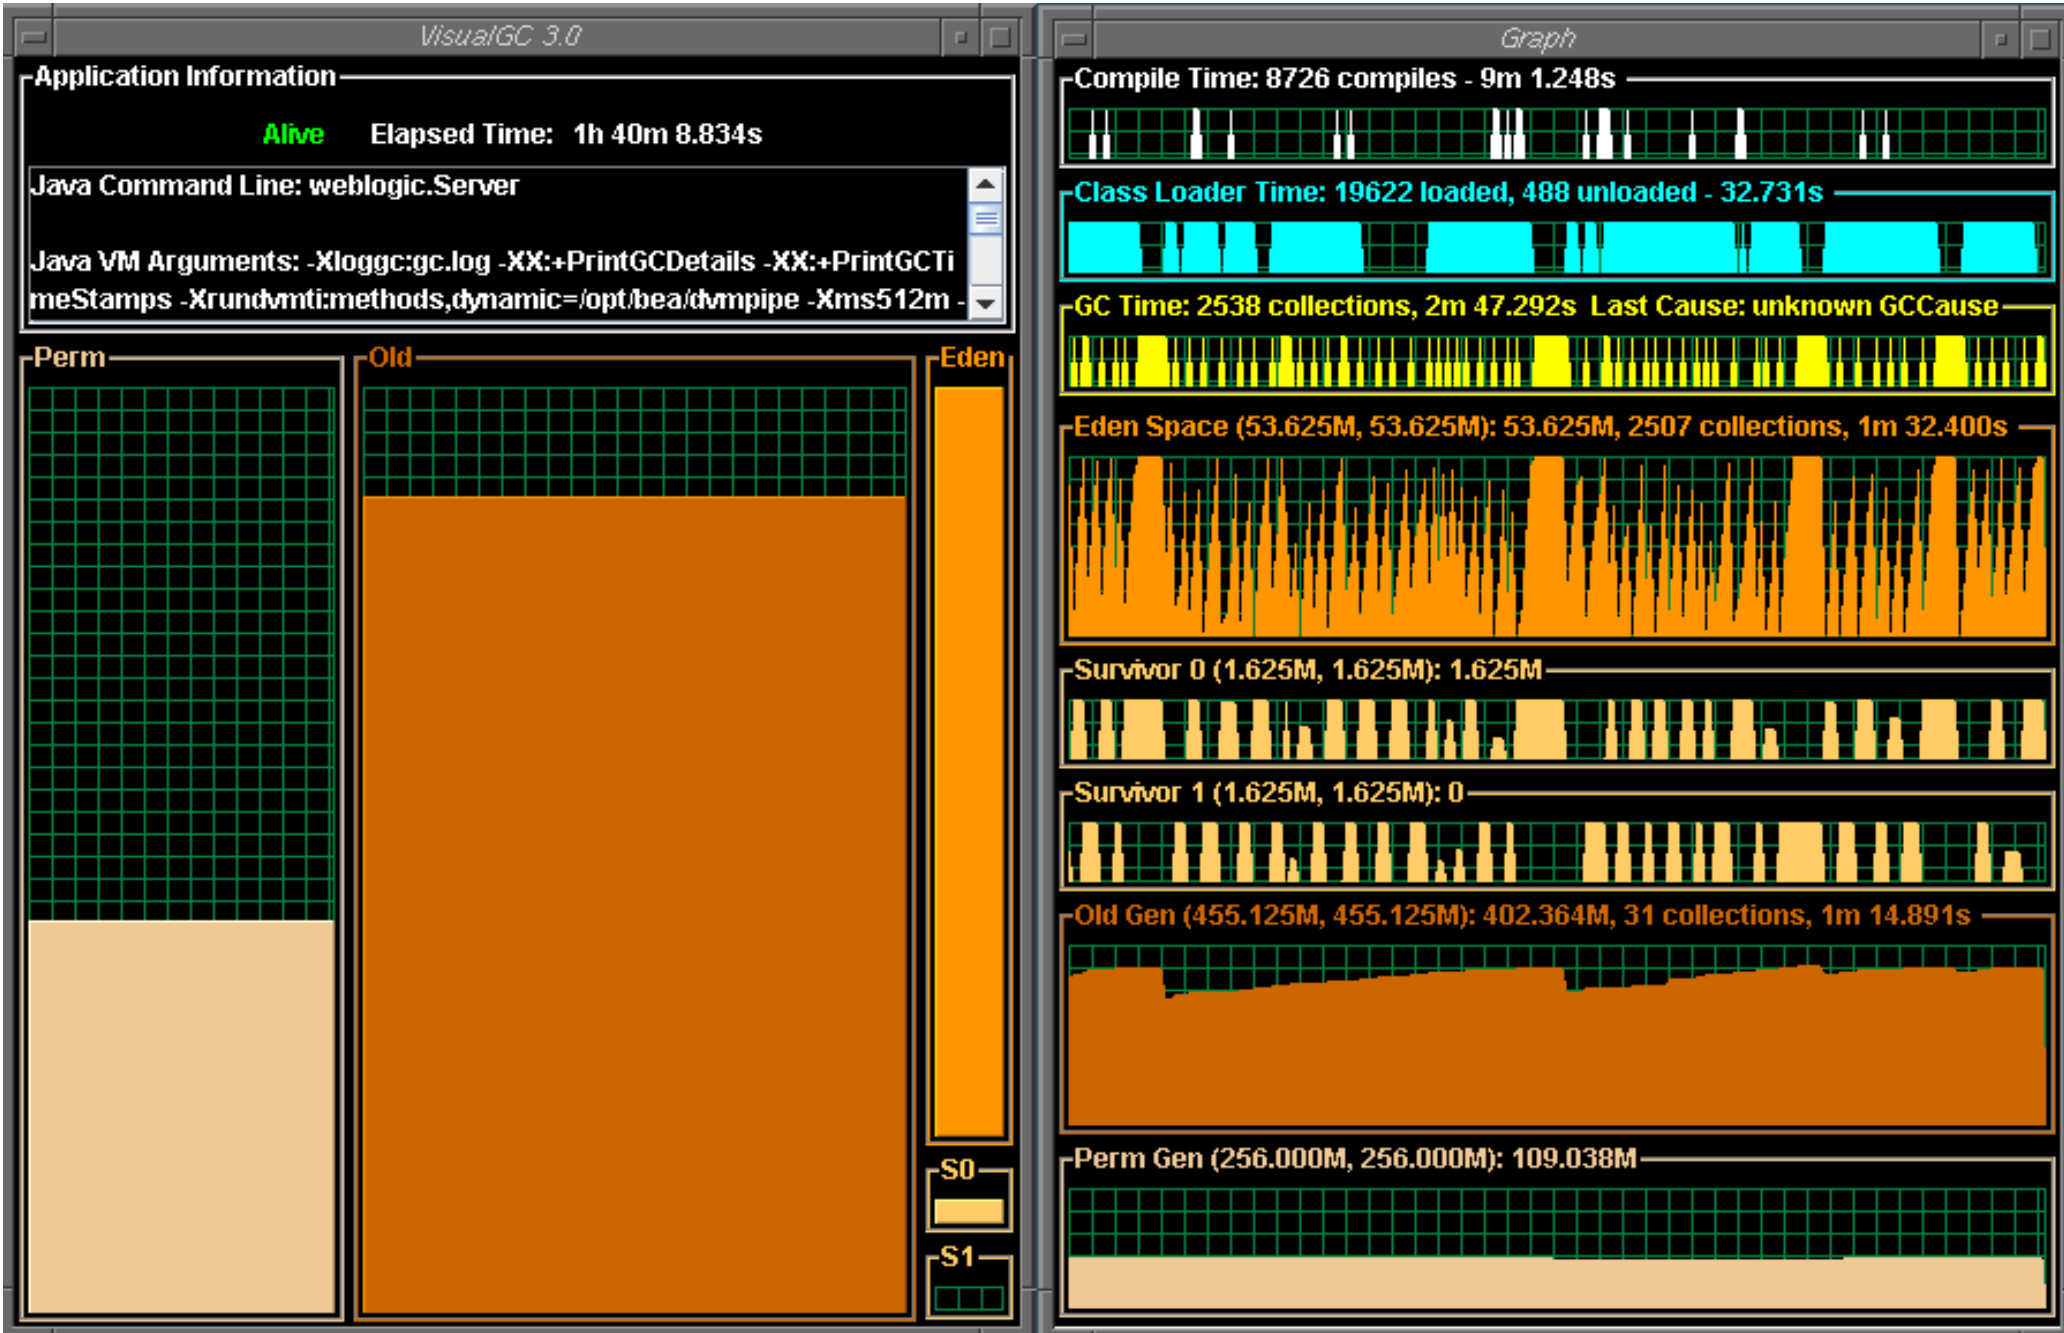 VisualGC 3.0
Application Information
Alive Elapsed Time: 1h 40m 8.834s
Java Command Line: weblogic.Server
Java VM Arguments: -Xloggc:gc.log -XX:+PrintGCDetails -XX:+PrintGCTi
meStamps -Xrundvmti:methods,dynamic=/opt/bea/dvmpipe -Xms512m -
Perm
Old
Eden
S0
S1
Graph
Compile Time: 8726 compiles - 9m 1.248s
Class Loader Time: 19622 loaded, 488 unloaded - 32.731s
GC Time: 2538 collections, 2m 47.292s Last Cause: unknown GCCause
Eden Space (53.625M, 53.625M): 53.625M, 2507 collections, 1m 32.400s
Survivor 0 (1.625M, 1.625M): 1.625M
Survivor 1 (1.625M, 1.625M): 0
Old Gen (455.125M, 455.125M): 402.364M, 31 collections, 1m 14.891s
Perm Gen (256.000M, 256.000M): 109.038M